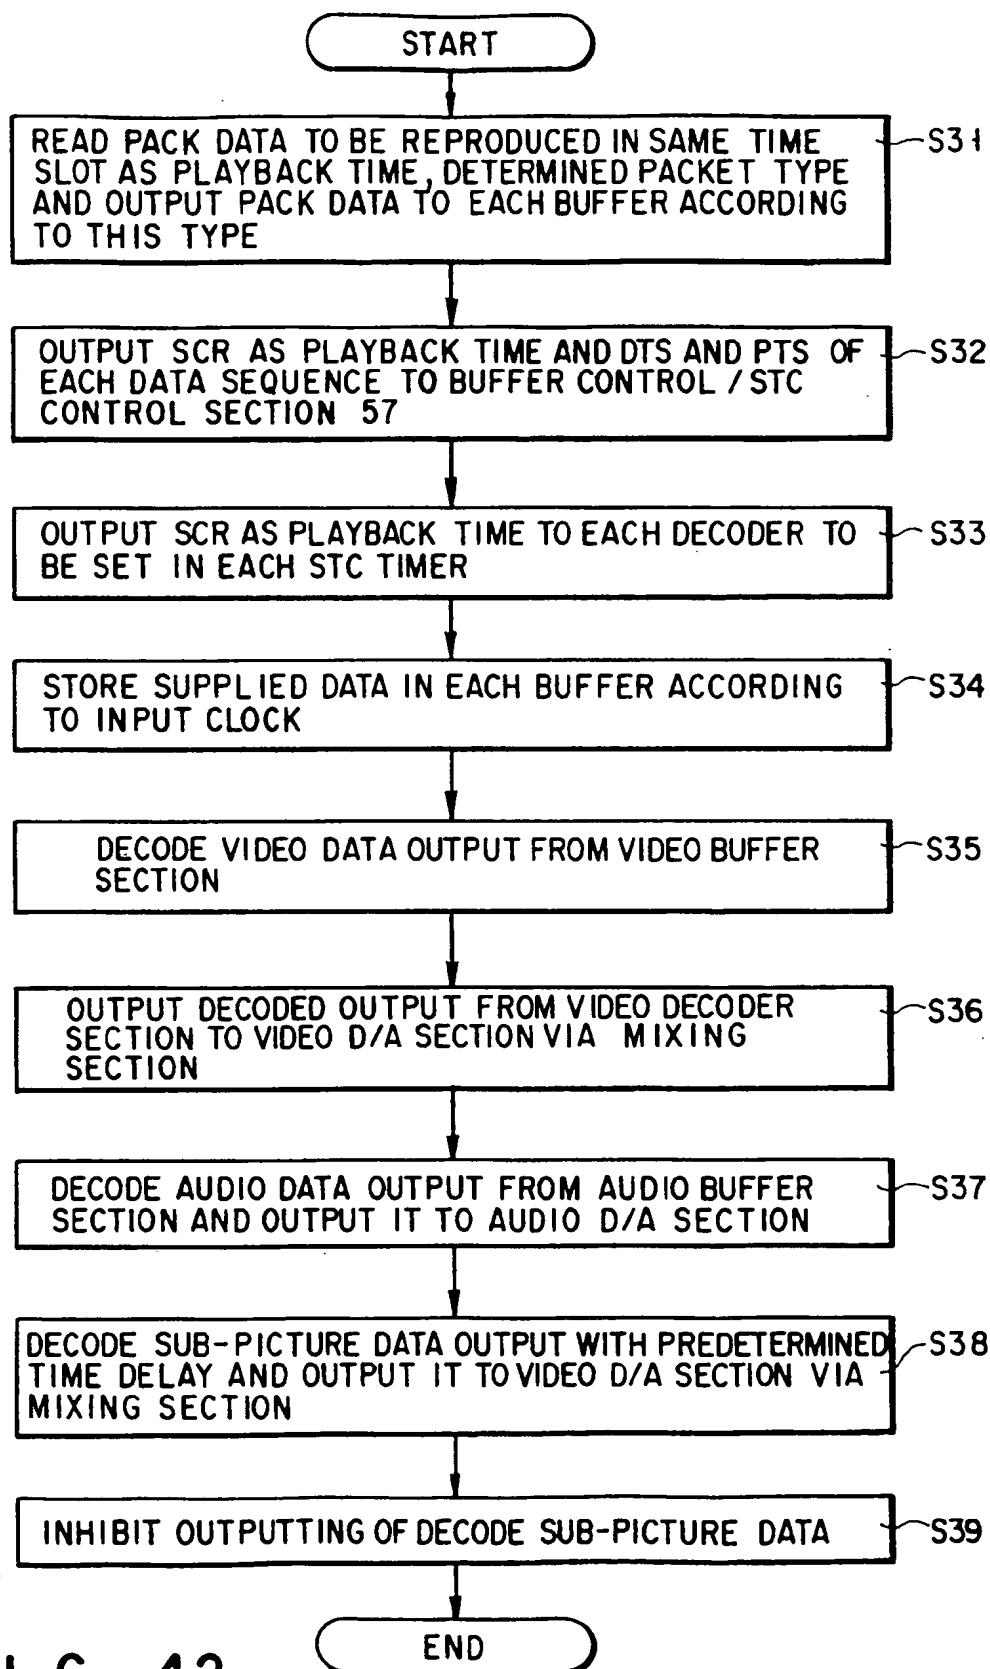 START
READ PACK DATA TO BE REPRODUCED IN SAME TIME
SLOT AS PLAYBACK TIME, DETERMINED PACKET TYPE
AND OUTPUT PACK DATA TO EACH BUFFER ACCORDING
TO THIS TYPE
S31
OUTPUT SCR AS PLAYBACK TIME AND DTS AND PTS OF
EACH DATA SEQUENCE TO BUFFER CONTROL / STC
CONTROL SECTION 57
S32
OUTPUT SCR AS PLAYBACK TIME TO EACH DECODER TO
BE SET IN EACH STC TIMER
S33
STORE SUPPLIED DATA IN EACH BUFFER ACCORDING
TO INPUT CLOCK
S34
DECODE VIDEO DATA OUTPUT FROM VIDEO BUFFER
SECTION
S35
OUTPUT DECODED OUTPUT FROM VIDEO DECODER
SECTION TO VIDEO D/A SECTION VIA MIXING
SECTION
S36
DECODE AUDIO DATA OUTPUT FROM AUDIO BUFFER
SECTION AND OUTPUT IT TO AUDIO D/A SECTION
S37
DECODE SUB-PICTURE DATA OUTPUT WITH PREDETERMINED
TIME DELAY AND OUTPUT IT TO VIDEO D/A SECTION VIA
MIXING SECTION
S38
INHIBIT OUTPUTTING OF DECODE SUB-PICTURE DATA
S39
END